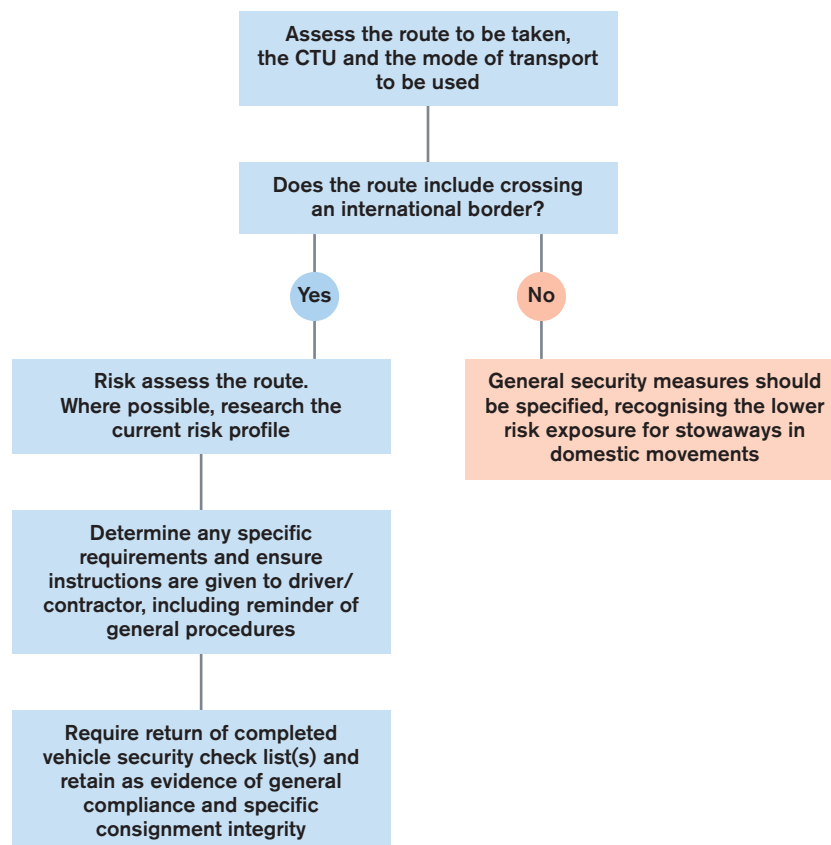 Assess the route to be taken,
the CTU and the mode of transport
to be used
Does the route include crossing
an international border?
Yes
No
Risk assess the route.
Where possible, research the
current risk profile
General security measures should
be specified, recognising the lower
risk exposure for stowaways in
domestic movements
Determine any specific
requirements and ensure
instructions are given to driver/
contractor, including reminder of
general procedures
Require return of completed
vehicle security check list(s) and
retain as evidence of general
compliance and specific
consignment integrity